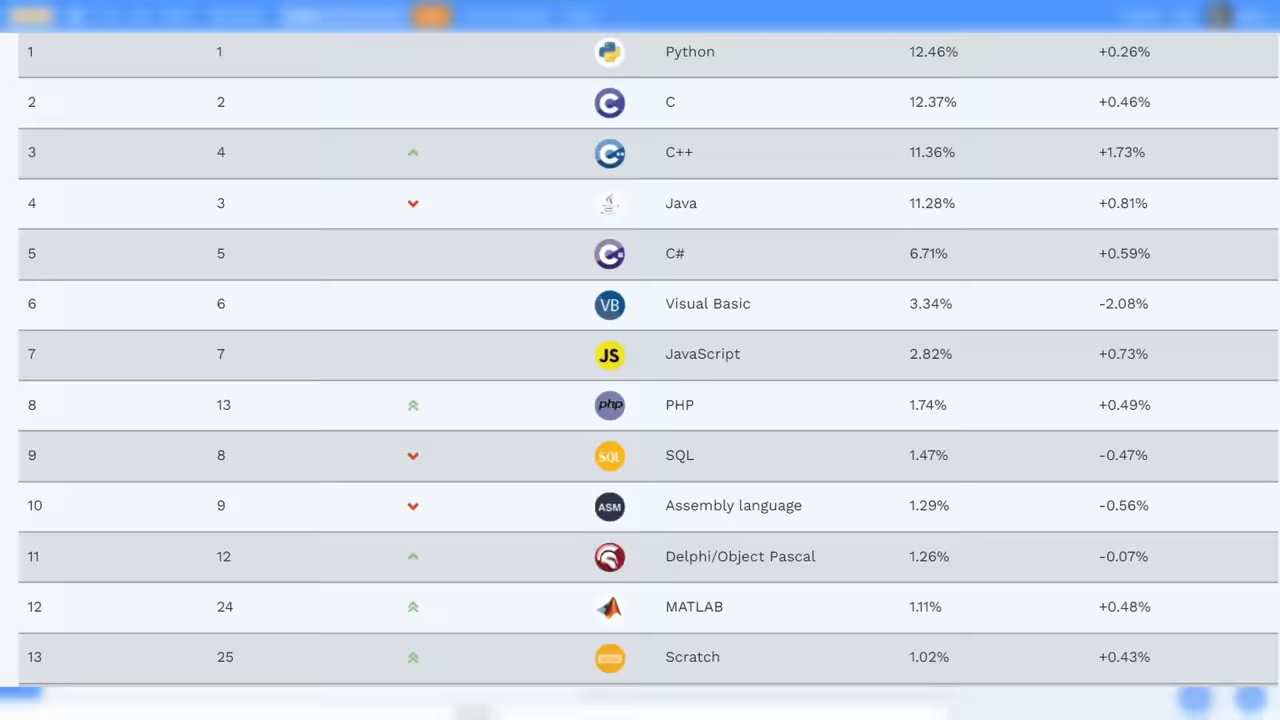 1 1 Python 12.46% +0.26%
2 2 C 12.37% +0.46%
3 4 C++ 11.36% +1.73%
4 3 Java 11.28% +0.81%
5 5 C# 6.71% +0.59%
6 6 VB Visual Basic 3.34% -2.08%
7 7 JS JavaScript 2.82% +0.73%
8 13 php PHP 1.74% +0.49%
9 8 SQL SQL 1.47% -0.47%
10 9 ASM Assembly language 1.29% -0.56%
11 12 Delphi/Object Pascal 1.26% -0.07%
12 24 MATLAB 1.11% +0.48%
13 25 Scratch 1.02% +0.43%